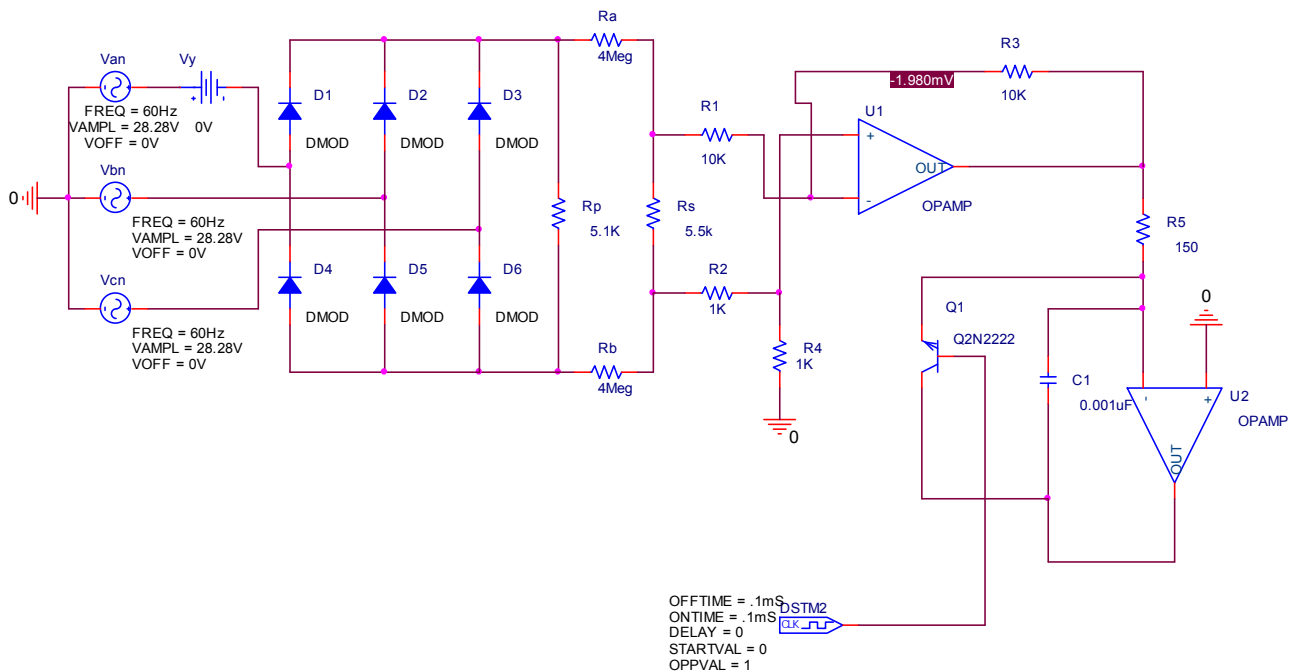 Ra
4Meg
Van
Vy
+ -
FREQ = 60Hz
VAMPL = 28.28V 0V
VOFF = 0V
D1
D2
D3
DMOD
DMOD
DMOD
R1
10K
-1.980mV
R3
10K
U1
+
-
OUT
OPAMP
0
Vbn
FREQ = 60Hz
VAMPL = 28.28V
VOFF = 0V
Rp
5.1K
Rs
5.5k
R5
150
Vcn
FREQ = 60Hz
VAMPL = 28.28V
VOFF = 0V
D4
D5
D6
DMOD
DMOD
DMOD
R2
1K
R4
1K
0
Rb
4Meg
Q1
Q2N2222
C1
0.001uF
0
-
+
U2
OPAMP
OUT
OFFTIME = .1mS
ONTIME = .1mS
DELAY = 0
STARTVAL = 0
OPPVAL = 1
DSTM2
CLK